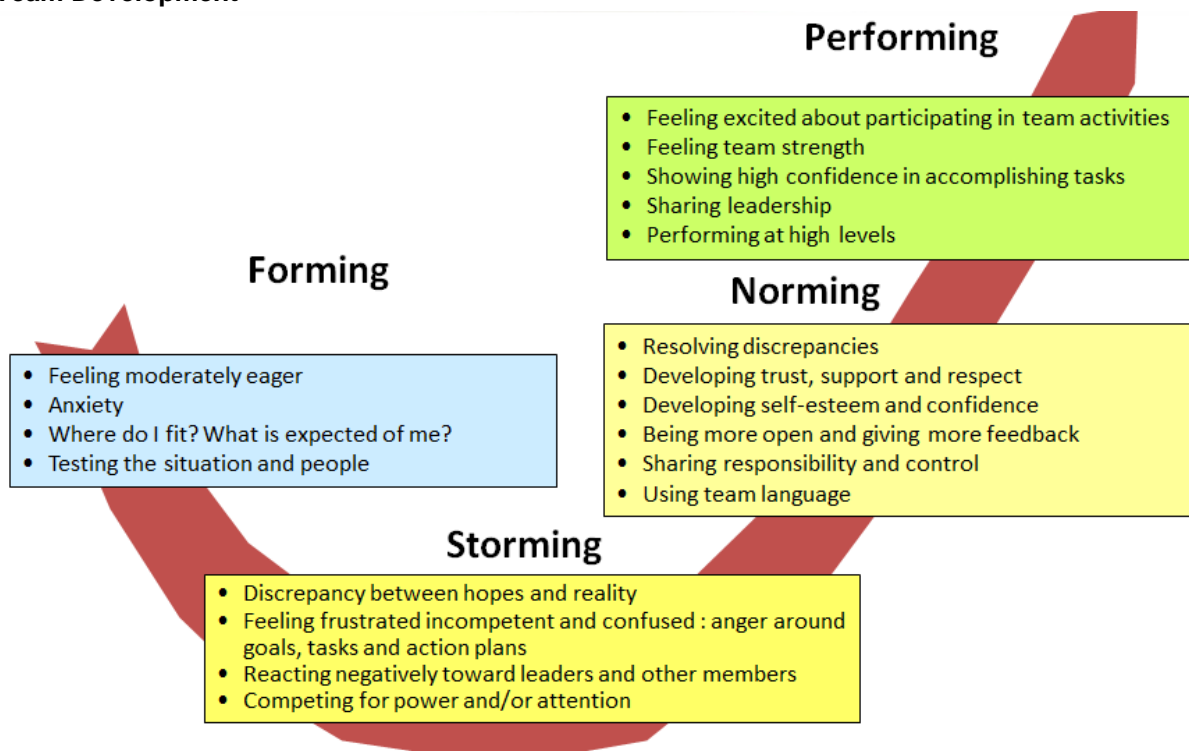 Team Development
Performing
• Feeling excited about participating in team activities
• Feeling team strength
• Showing high confidence in accomplishing tasks
• Sharing leadership
• Performing at high levels
Forming
• Feeling moderately eager
• Anxiety
• Where do I fit? What is expected of me?
• Testing the situation and people
Norming
• Resolving discrepancies
• Developing trust, support and respect
• Developing self-esteem and confidence
• Being more open and giving more feedback
• Sharing responsibility and control
• Using team language
Storming
• Discrepancy between hopes and reality
• Feeling frustrated incompetent and confused : anger around
goals, tasks and action plans
• Reacting negatively toward leaders and other members
• Competing for power and/or attention